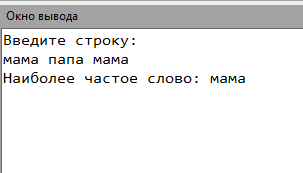 Окно вывода
Введите строку:
мама папа мама
Наиболее частое слово: мама